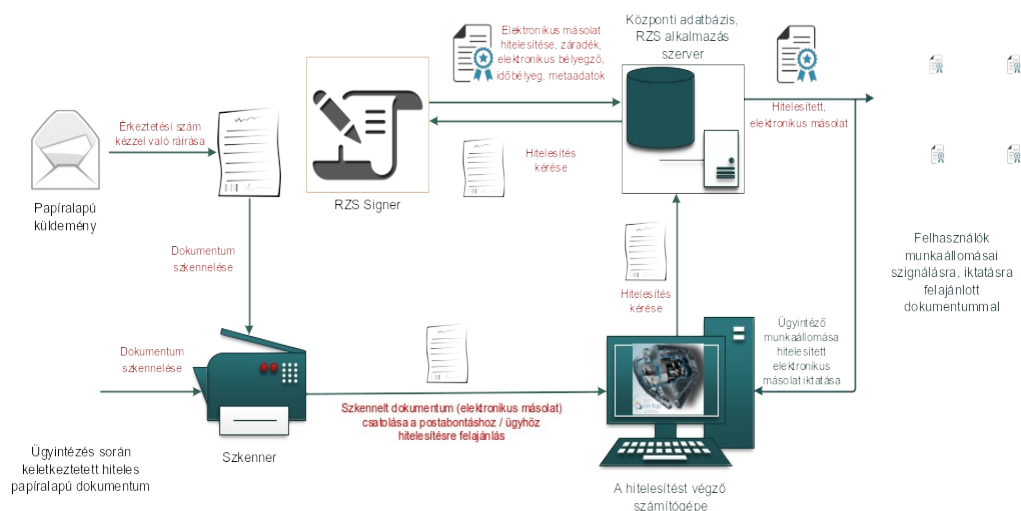 Elektronikus másolat
hitelesítése, záradék,
elektronikus bélyegző,
időbélyeg, metaadatok
Központi adatbázis,
RZS alkalmazás
szerver
Érkeztetési szám
kézzel való ráírása
Hitelesített,
elektronikus másolat
Hitelesítés
kérése
Papíralapú
küldemény
RZS Signer
Dokumentum
szkennelése
Hitelesítés
kérése
Felhasználók
munkaállomásai
szignálásra, iktatásra
felajánlott
dokumentummal
Dokumentum
szkennelése
Ügyintéző
munkaállomása
hitelesített
elektronikus
másolat iktatása
Szkennelt dokumentum (elektronikus másolat)
csatolása a postabontáshoz / ügyhöz
hitelesítésre felajánlás
Ügyintézés során
keletkeztetett hiteles
papíralapú dokumentum
Szkenner
A hitelesítést végző
számítógépe